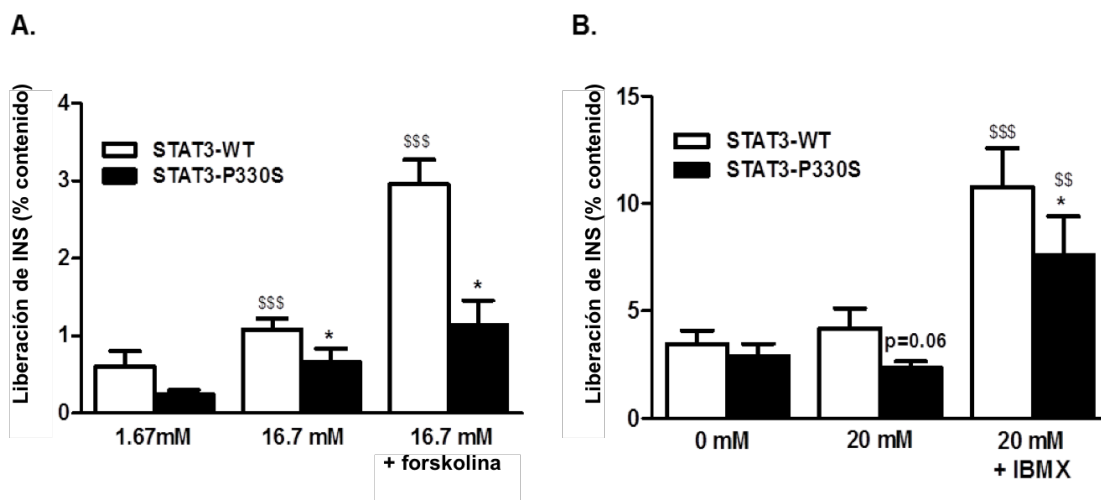 A.
Liberación de INS (% contenido)
4
3
2
1
0
STAT3-WT
STAT3-P330S
$$$
*
$$$
*
1.67mM
16.7 mM
16.7 mM
+ forskolina
B.
Liberación de INS (% contenido)
15
10
5
0
STAT3-WT
STAT3-P330S
p=0.06
$$$
$$
*
0 mM
20 mM
20 mM
+ IBMX